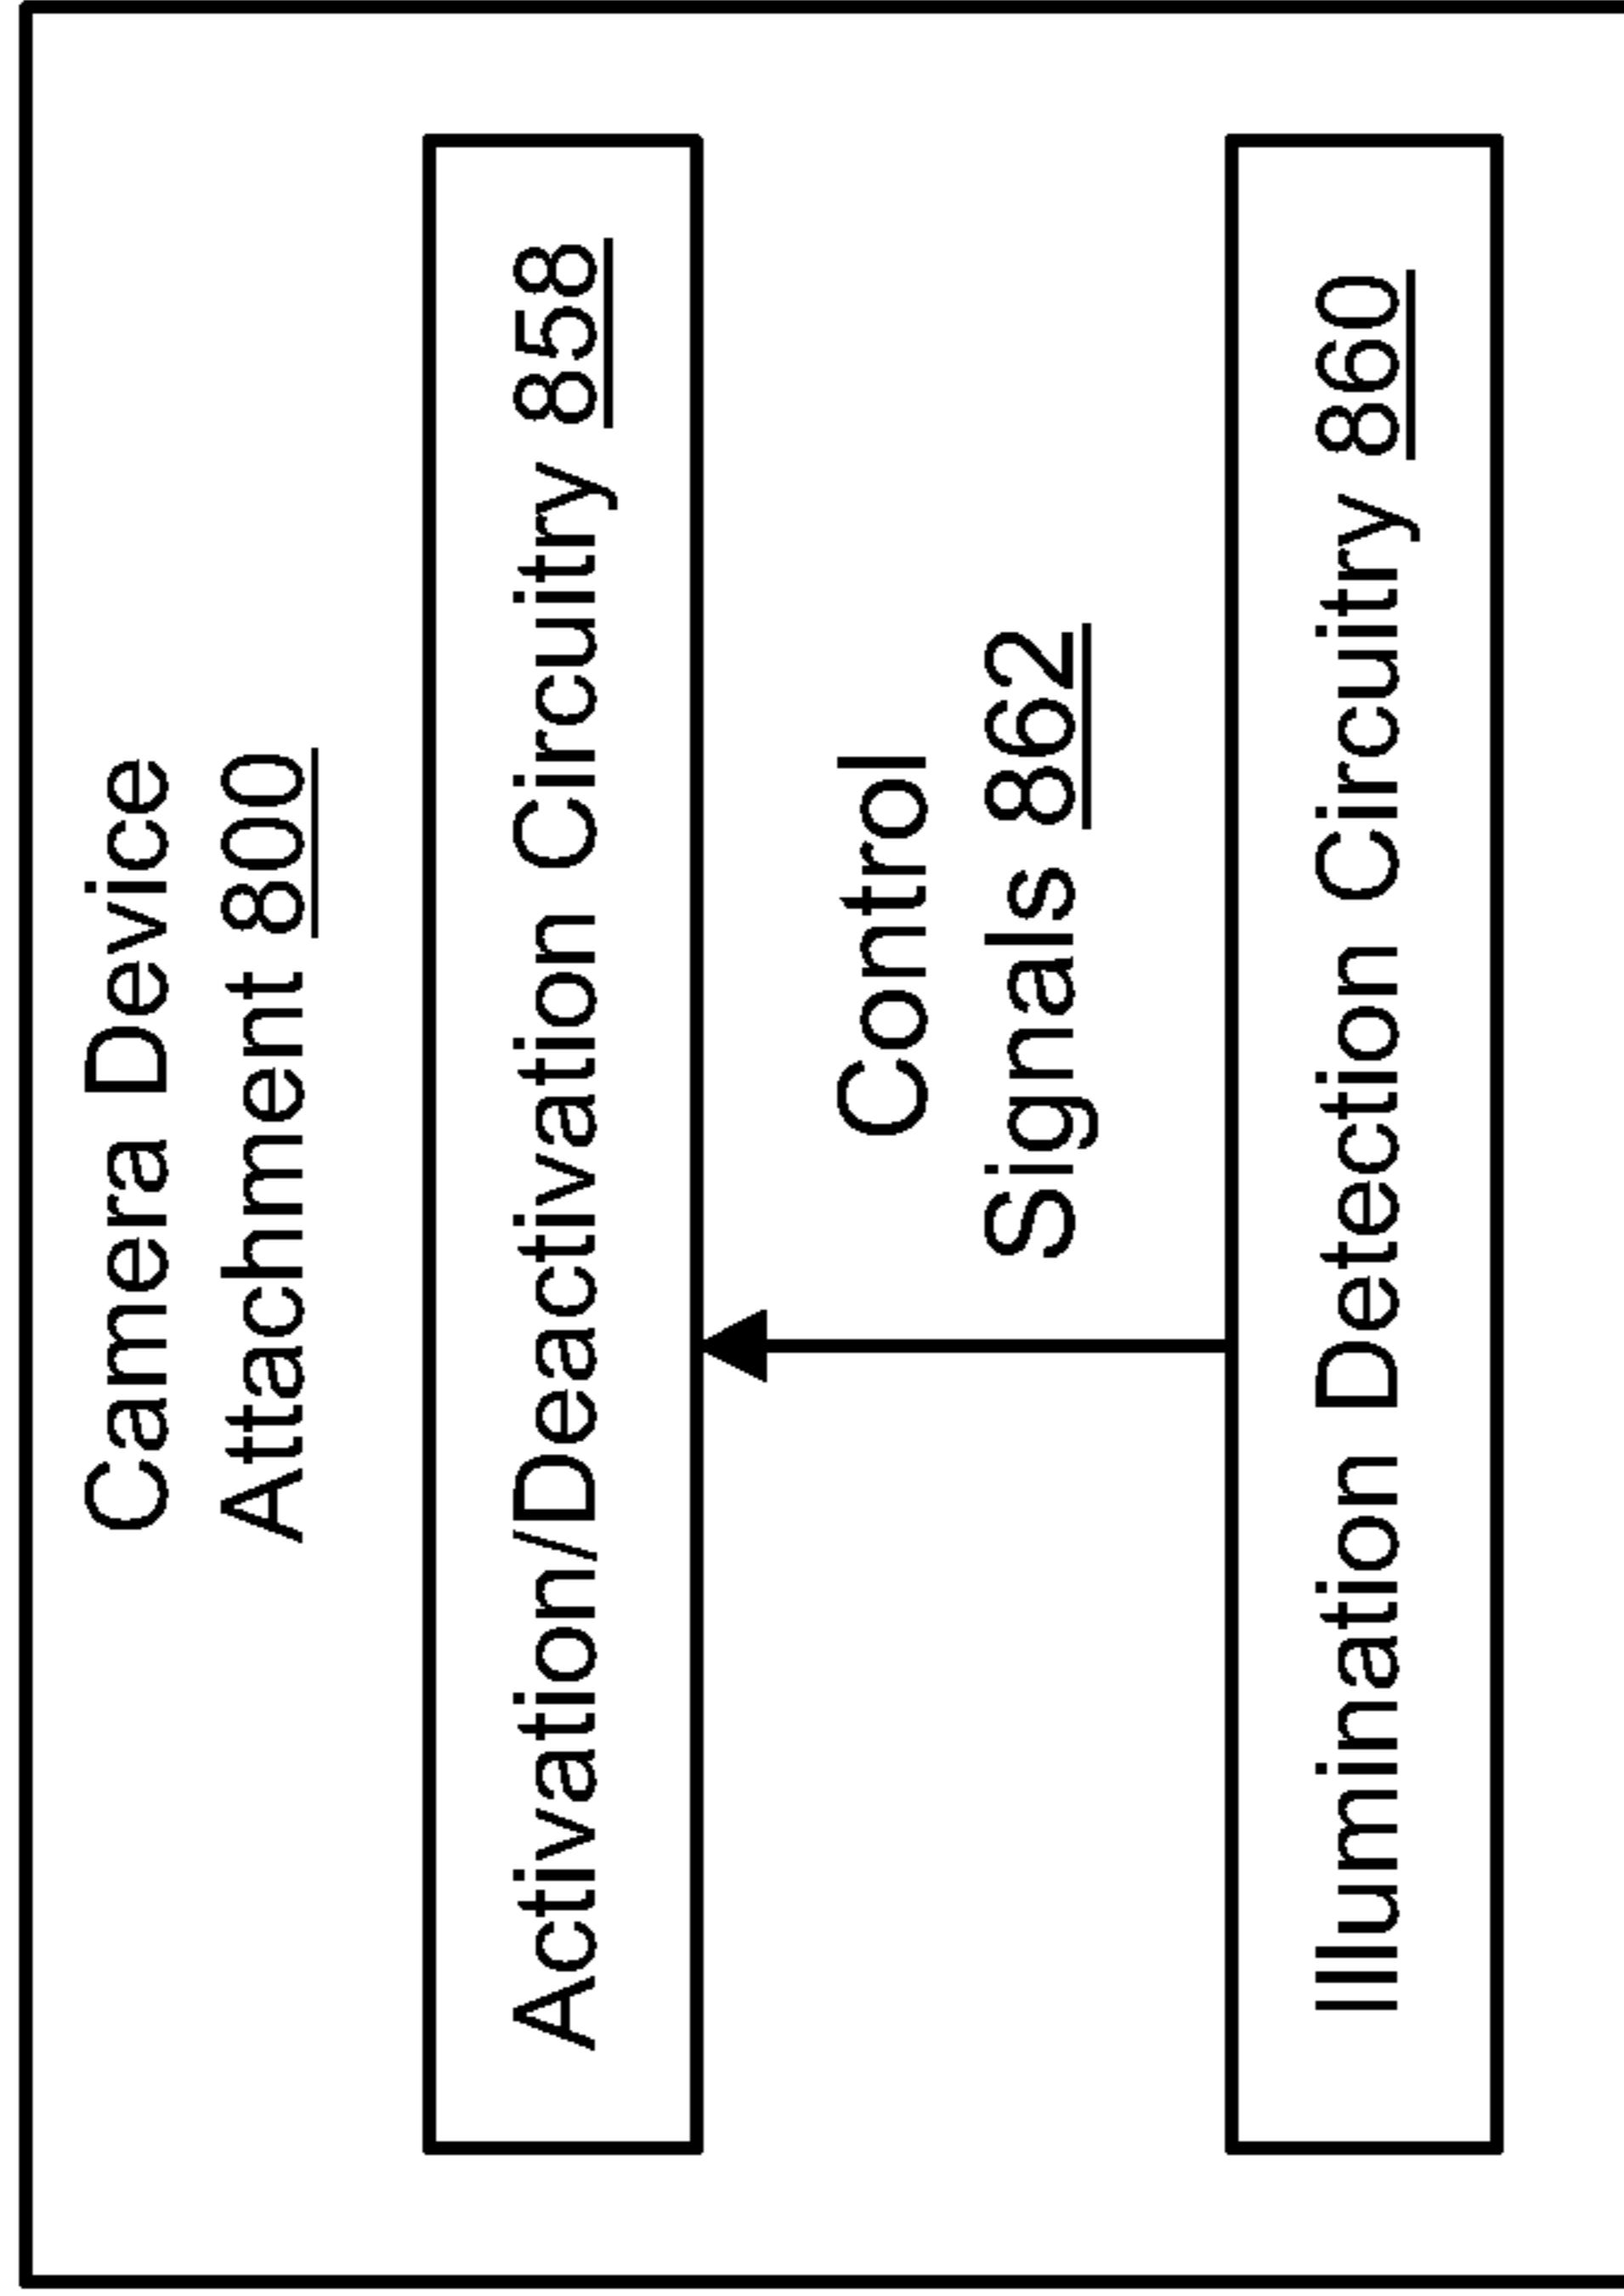 Camera Device
Attachment 800
Activation/Deactivation Circuitry 858
Control
Signals 862
Illumination Detection Circuitry 860